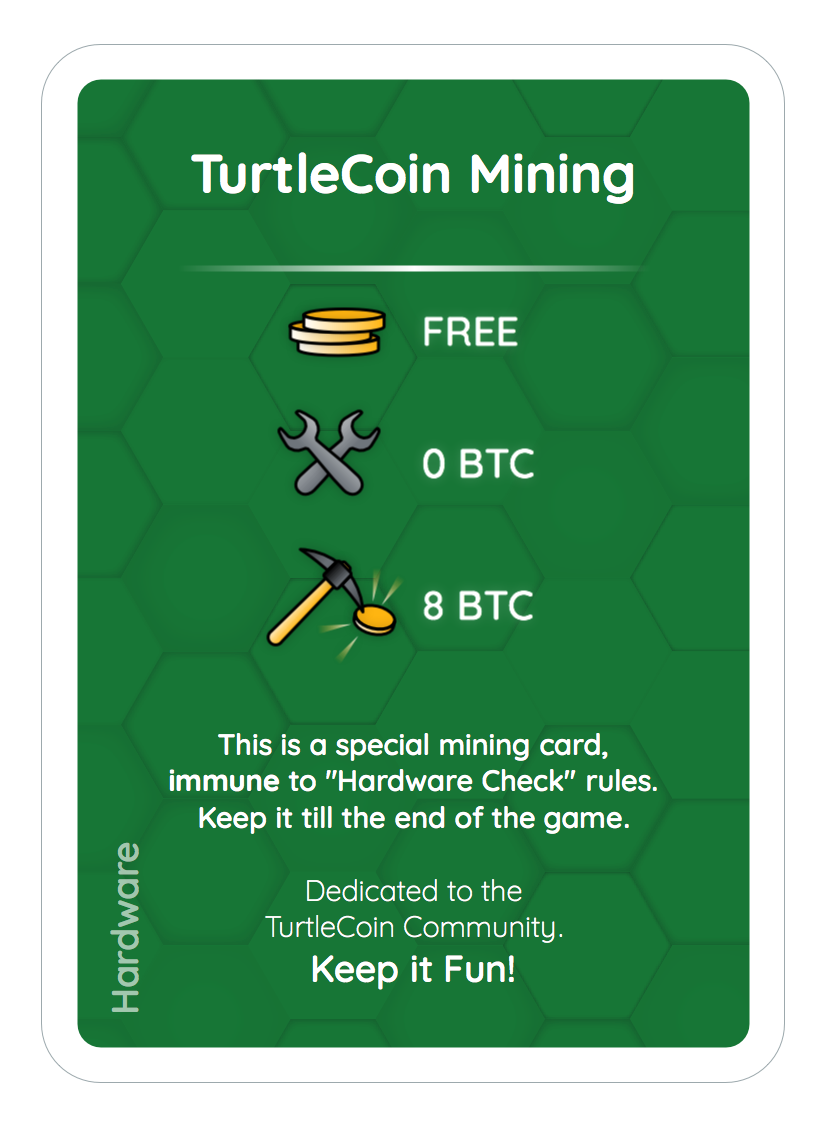 TurtleCoin Mining
FREE
0 BTC
8 BTC
This is a special mining card,
immune to "Hardware Check" rules.
Keep it till the end of the game.
Dedicated to the
TurtleCoin Community.
Keep it Fun!
Hardware